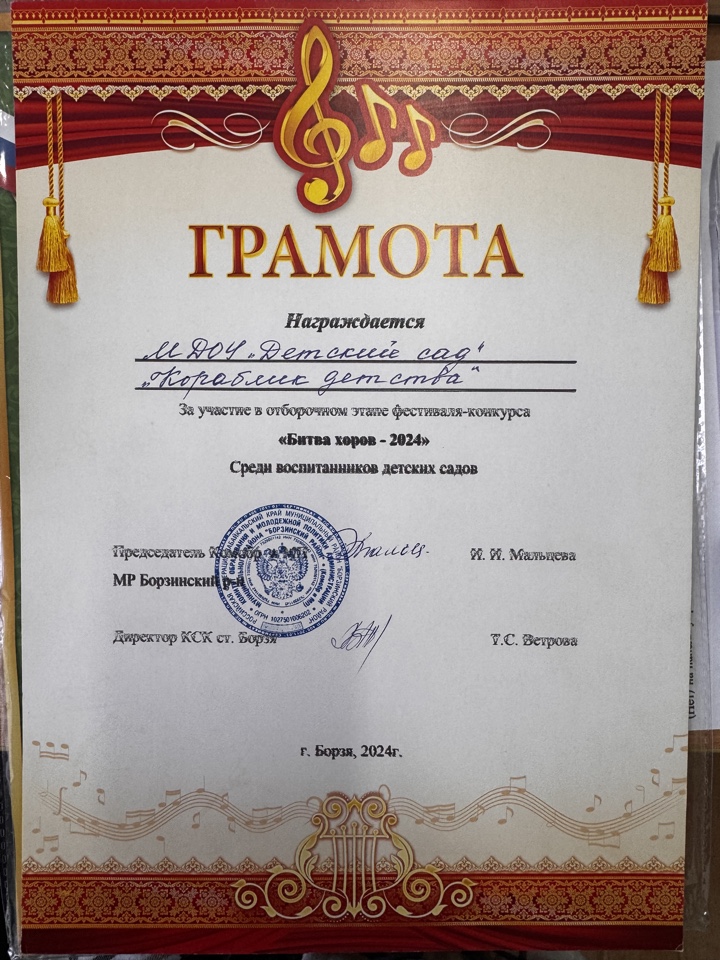 ГРАМОТА
Награждается
МДОУ „Детский сад"
„Кораблик детства"
За участие в отборочном этапе фестиваля-конкурса
«Битва хоров - 2024»
Среди воспитанников детских садов
Председатель И. И. Мальцева
МР Борзинский р-н
Директор КСК ст. Борзя Т.С. Ветрова
г. Борзя, 2024г.